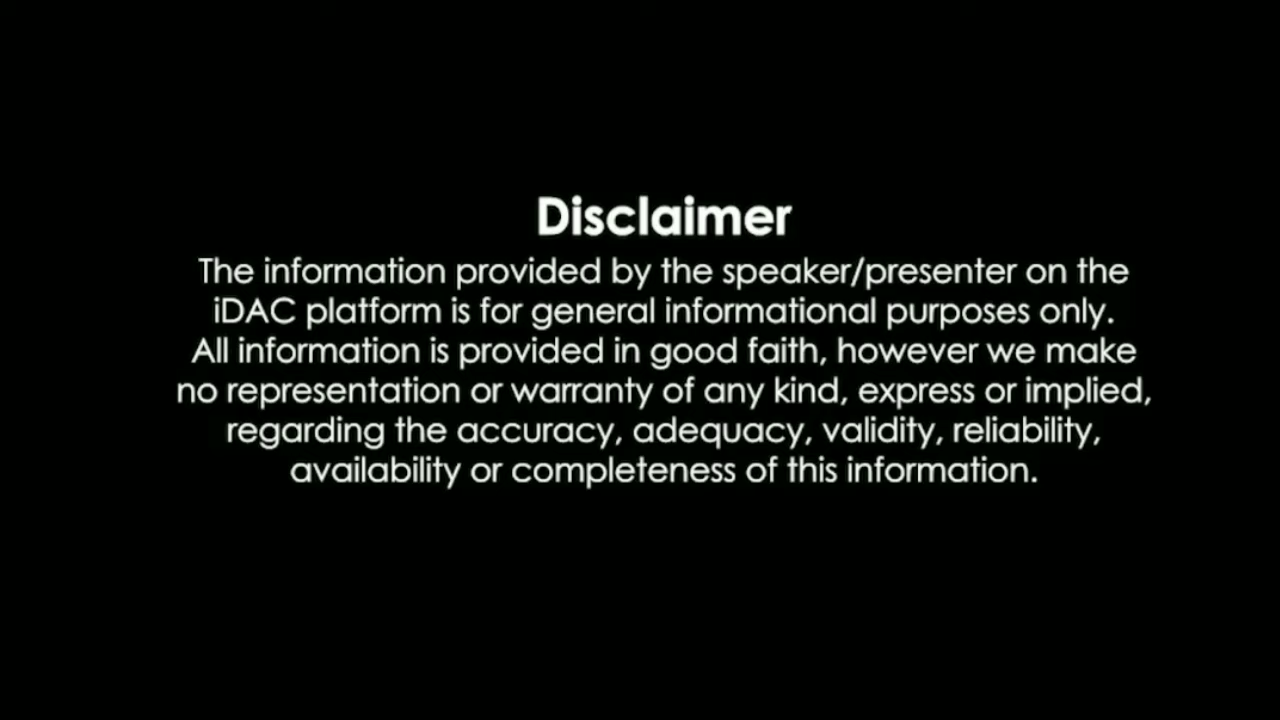 Disclaimer
The information provided by the speaker/presenter on the
iDAC platform is for general informational purposes only.
All information is provided in good faith, however we make
no representation or warranty of any kind, express or implied,
regarding the accuracy, adequacy, validity, reliability,
availability or completeness of this information.